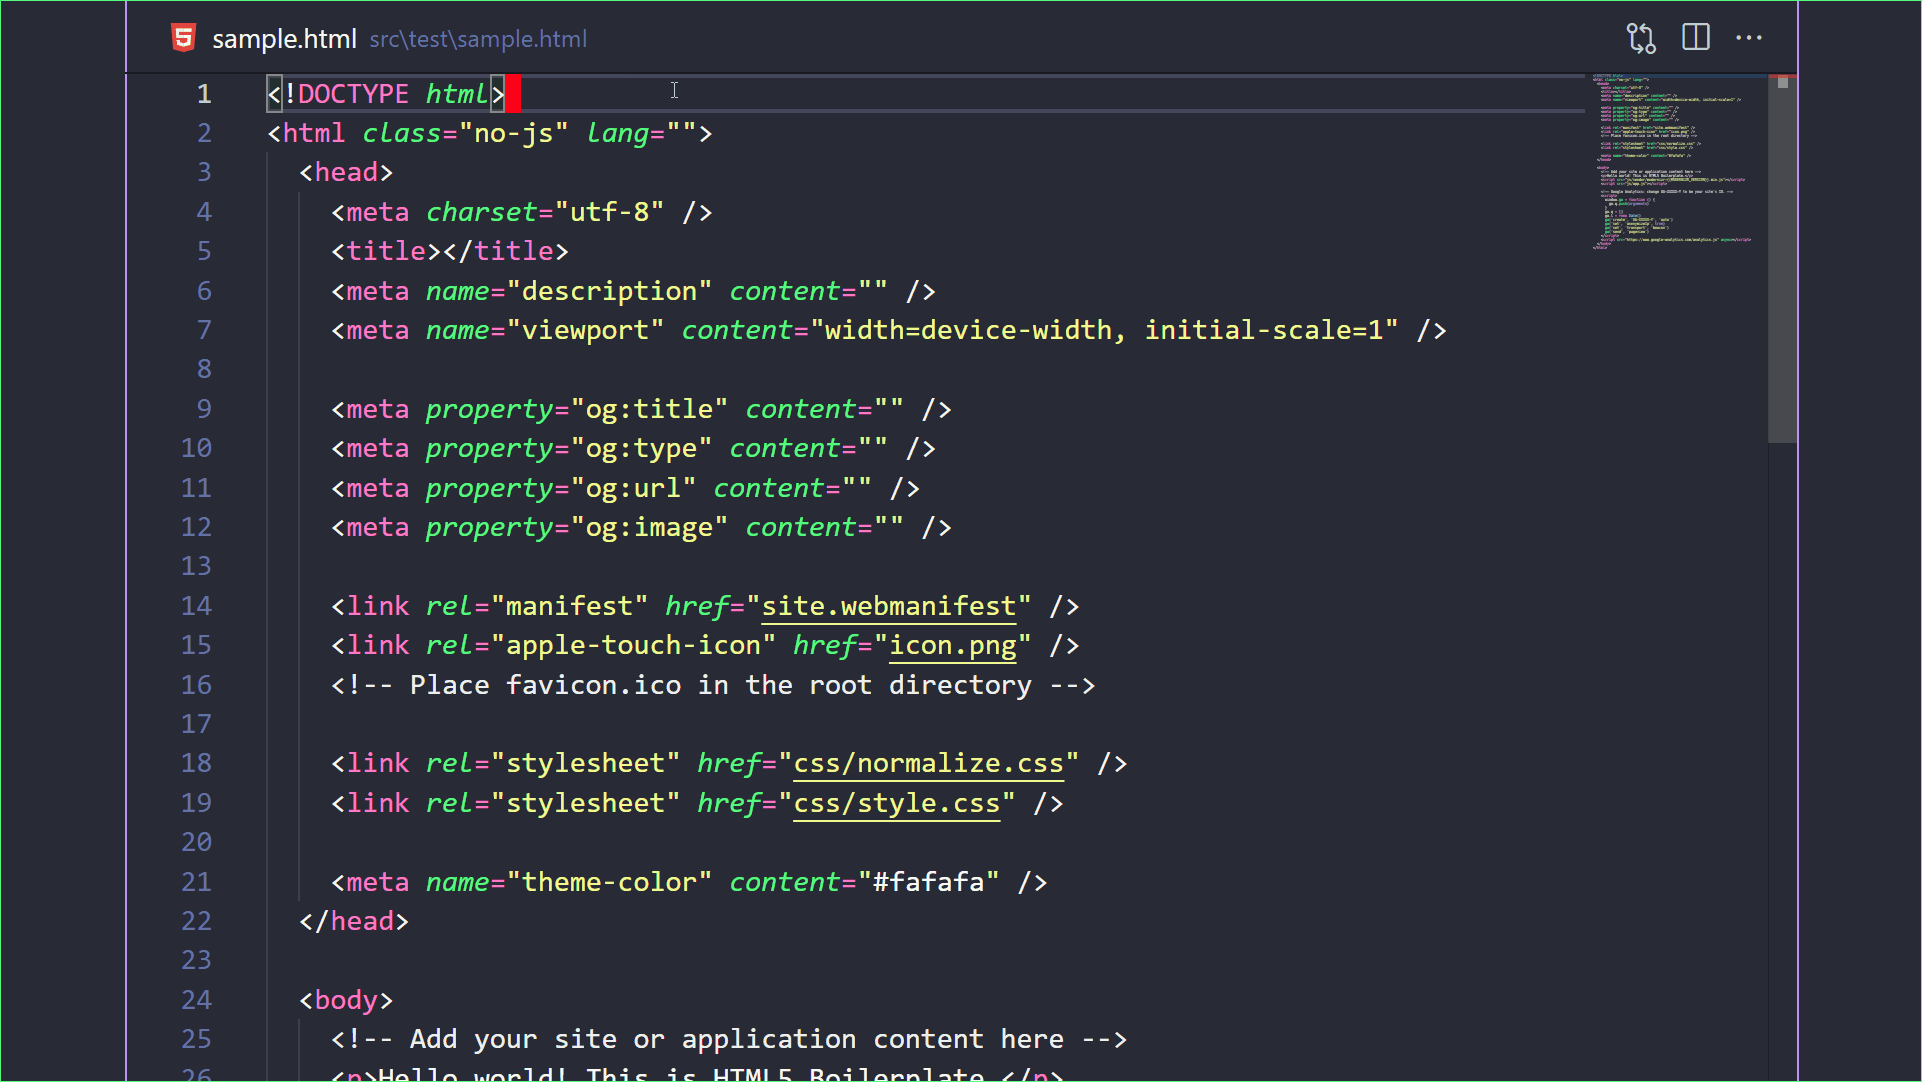 sample.html src\test\sample.html
1 <!DOCTYPE html>
2 <html class="no-js" lang="">
3 <head>
4 <meta charset="utf-8" />
5 <title></title>
6 <meta name="description" content="" />
7 <meta name="viewport" content="width=device-width, initial-scale=1" />
8
9 <meta property="og:title" content="" />
10 <meta property="og:type" content="" />
11 <meta property="og:url" content="" />
12 <meta property="og:image" content="" />
13
14 <link rel="manifest" href="site.webmanifest" />
15 <link rel="apple-touch-icon" href="icon.png" />
16 <!-- Place favicon.ico in the root directory -->
17
18 <link rel="stylesheet" href="css/normalize.css" />
19 <link rel="stylesheet" href="css/style.css" />
20
21 <meta name="theme-color" content="#fafafa" />
22 </head>
23
24 <body>
25 <!-- Add your site or application content here -->
26 <p>Hello world! This is HTML5 Boilerplate.</p>